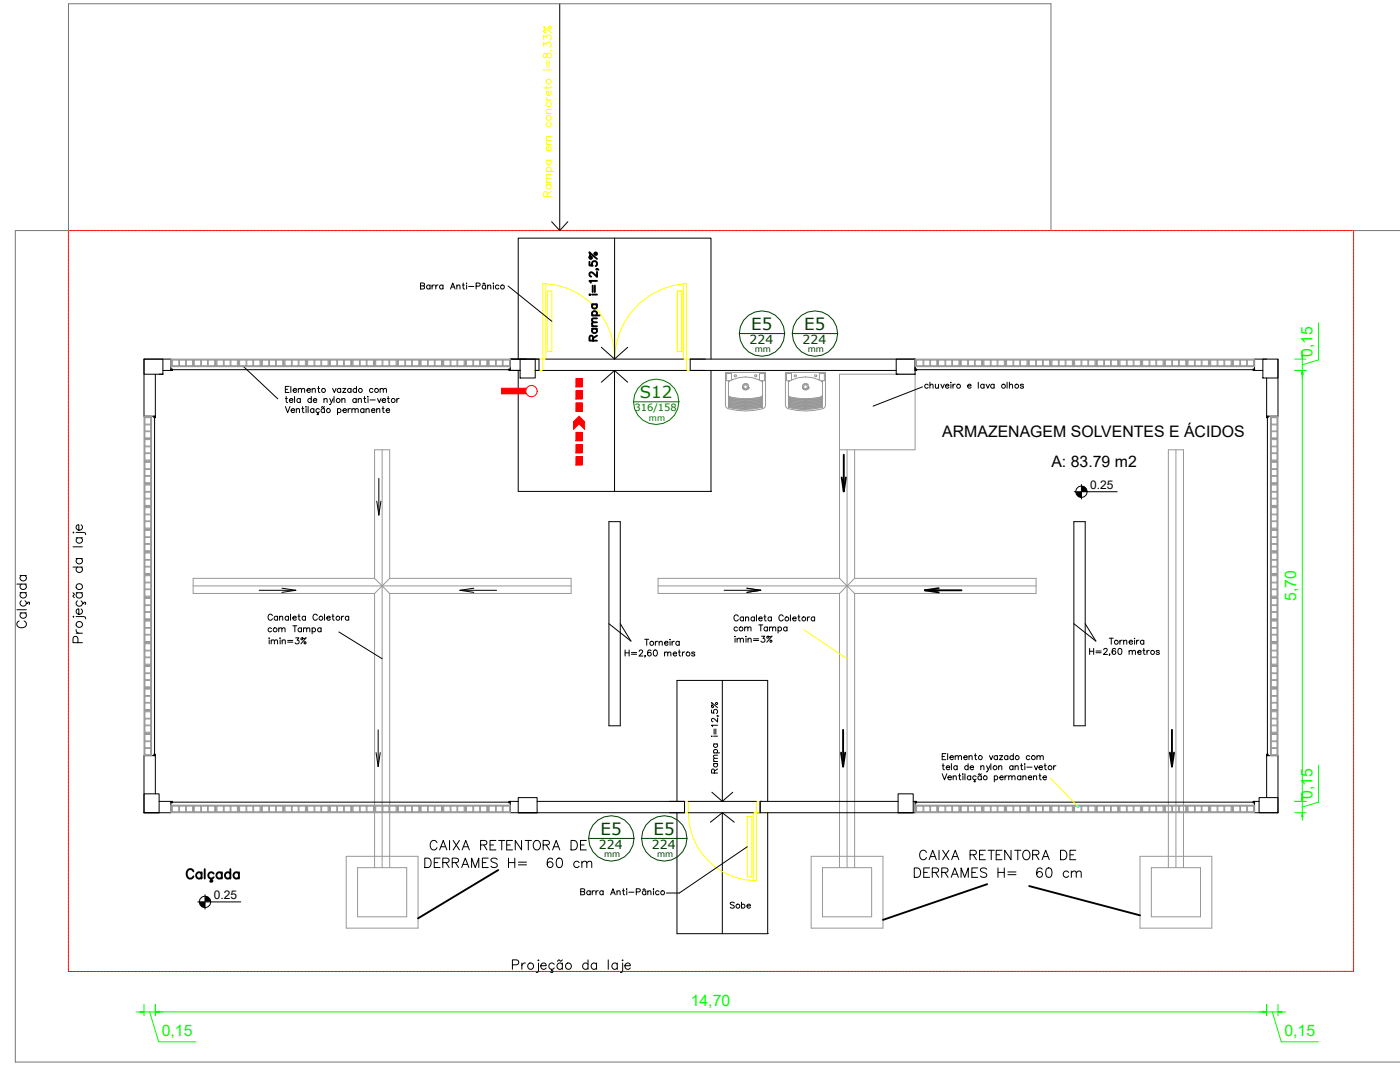 Rampa em concreto i=8.33%
Rampa i=12,5%
Barra Anti-Pânico
E5
224
mm
E5
224
mm
0,15
Elemento vazado com
tela de nylon anti-vetor
Ventilação permanente
S12
316/158
mm
chuveiro e lava olhos
ARMAZENAGEM SOLVENTES E ÁCIDOS
A: 83.79 m2
0.25
Calçada
Projeção da laje
5,70
Canaleta Coletora
com Tampa
imin=3%
Torneira
H=2,60 metros
Canaleta Coletora
com Tampa
imin=3%
Torneira
H=2,60 metros
Rampa i=12,5%
Elemento vazado com
tela de nylon anti-vetor
Ventilação permanente
0,15
E5
224
mm
E5
224
mm
CAIXA RETENTORA DE
DERRAMES H= 60 cm
CAIXA RETENTORA DE
DERRAMES H= 60 cm
Calçada
0.25
Barra Anti-Pânico
Sobe
Projeção da laje
14,70
0,15
0,15